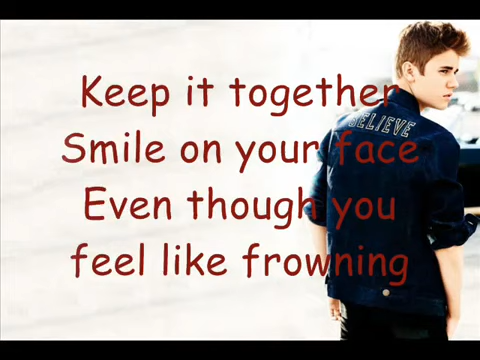 Keep it together
Smile on your face
Even though you
feel like frowning
BELIEVE